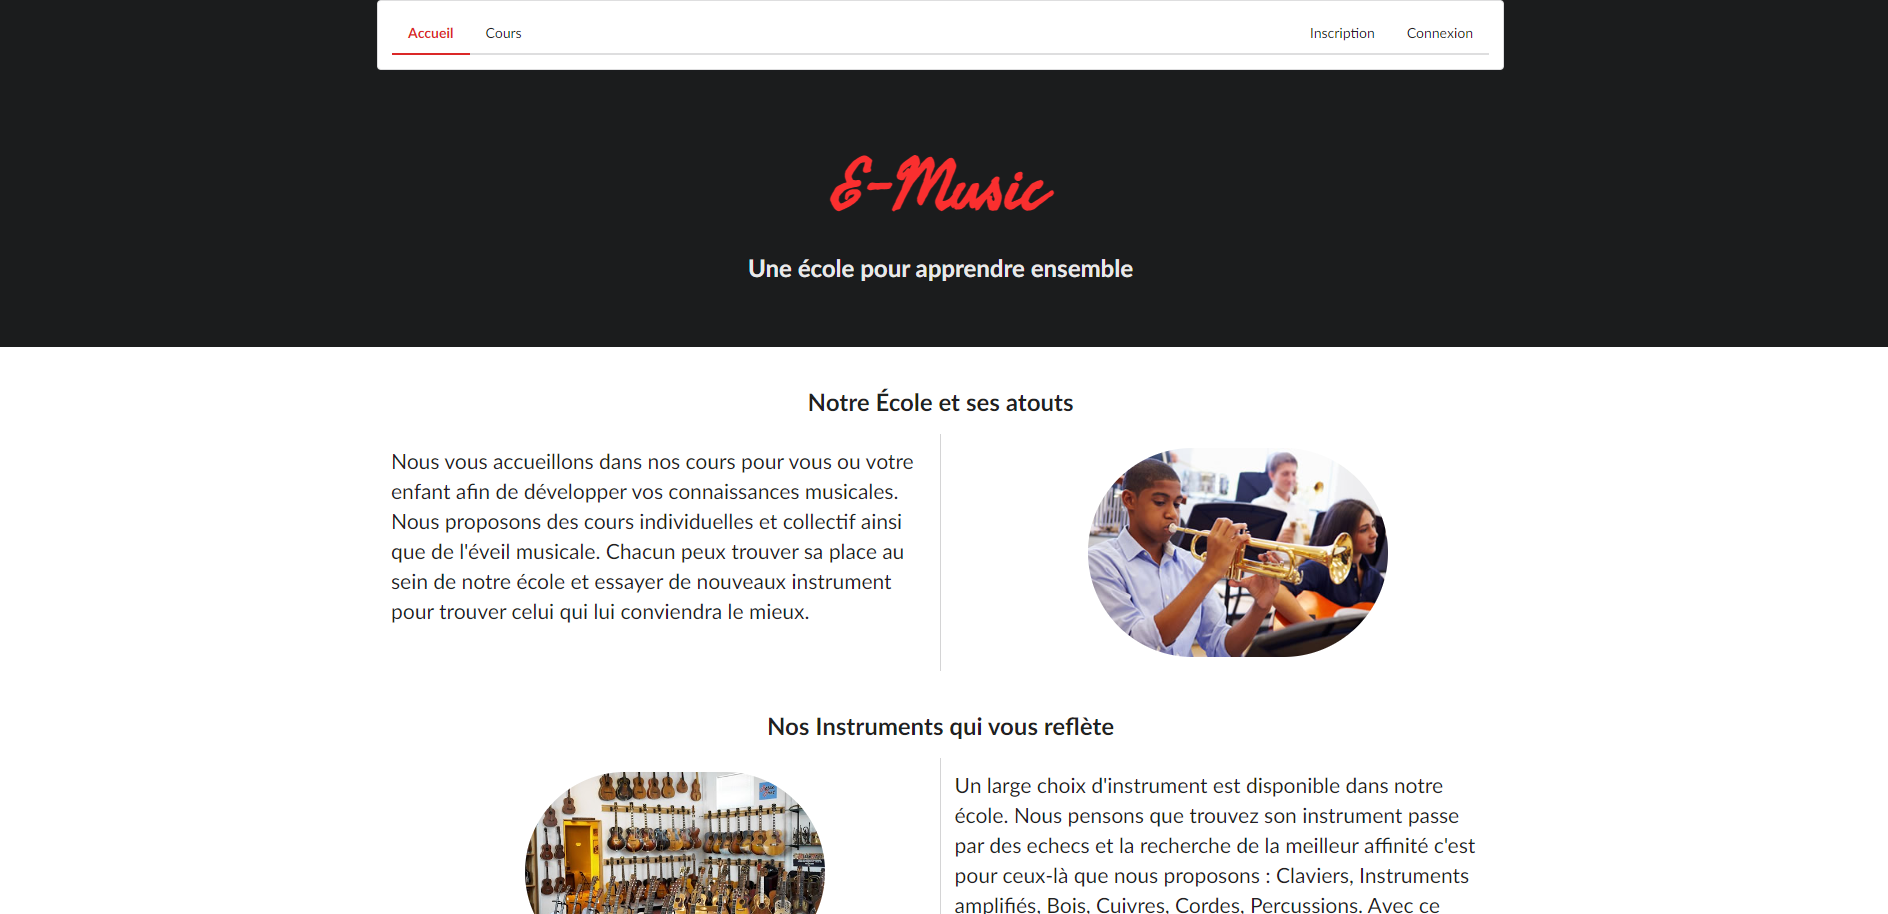 Accueil Cours Inscription Connexion
E-Music
Une école pour apprendre ensemble
Notre École et ses atouts
Nous vous accueillons dans nos cours pour vous ou votre
enfant afin de développer vos connaissances musicales.
Nous proposons des cours individuelles et collectif ainsi
que de l'éveil musicale. Chacun peux trouver sa place au
sein de notre école et essayer de nouveaux instrument
pour trouver celui qui lui conviendra le mieux.
Nos Instruments qui vous reflète
Un large choix d'instrument est disponible dans notre
école. Nous pensons que trouvez son instrument passe
par des echecs et la recherche de la meilleur affinité c'est
pour ceux-là que nous proposons : Claviers, Instruments
amplifiés, Bois, Cuivres, Cordes, Percussions. Avec ce